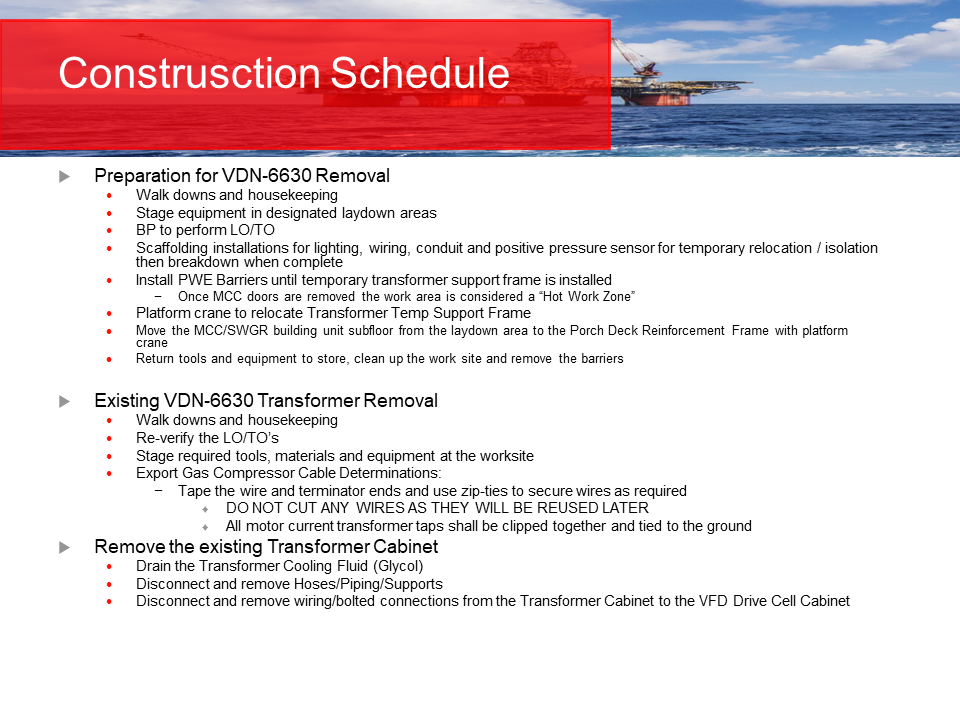 Construsction Schedule
Preparation for VDN-6630 Removal
Walk downs and housekeeping
Stage equipment in designated laydown areas
BP to perform LO/TO
Scaffolding installations for lighting, wiring, conduit and positive pressure sensor for temporary relocation / isolation
then breakdown when complete
Install PWE Barriers until temporary transformer support frame is installed
− Once MCC doors are removed the work area is considered a “Hot Work Zone”
Platform crane to relocate Transformer Temp Support Frame
Move the MCC/SWGR building unit subfloor from the laydown area to the Porch Deck Reinforcement Frame with platform
crane
Return tools and equipment to store, clean up the work site and remove the barriers
Existing VDN-6630 Transformer Removal
Walk downs and housekeeping
Re-verify the LO/TO’s
Stage required tools, materials and equipment at the worksite
Export Gas Compressor Cable Determinations:
− Tape the wire and terminator ends and use zip-ties to secure wires as required
DO NOT CUT ANY WIRES AS THEY WILL BE REUSED LATER
All motor current transformer taps shall be clipped together and tied to the ground
Remove the existing Transformer Cabinet
Drain the Transformer Cooling Fluid (Glycol)
Disconnect and remove Hoses/Piping/Supports
Disconnect and remove wiring/bolted connections from the Transformer Cabinet to the VFD Drive Cell Cabinet